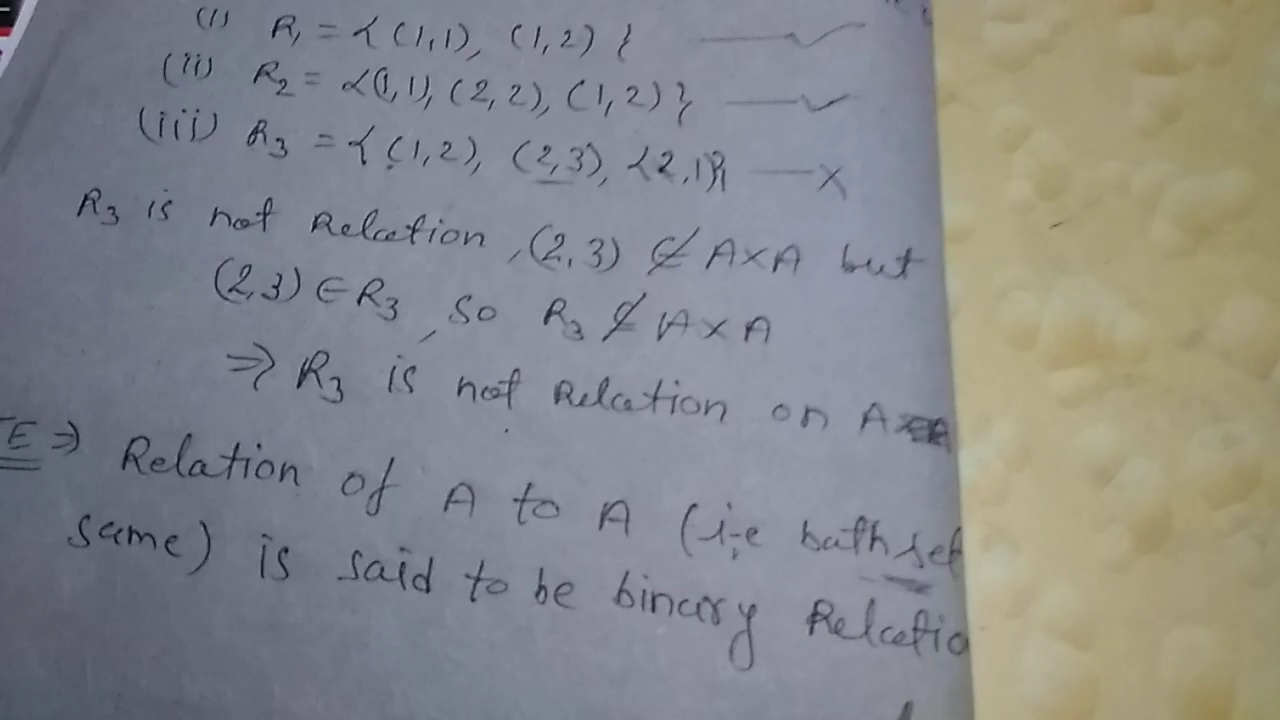 (i) R₁ = {(1,1), (1,2)} ✓
(ii) R₂ = {(1,1), (2,2), (1,2)} ✓
(iii) R₃ = {(1,2), (2,3), (2,1)} — X
R₃ is not Relation, (2,3) ∉ A×A but
(2,3) ∈ R₃, so R₃ ⊄ A×A
⇒ R₃ is not Relation on A
E ⇒ Relation of A to A (i.e both set
same) is said to be binary Relatio